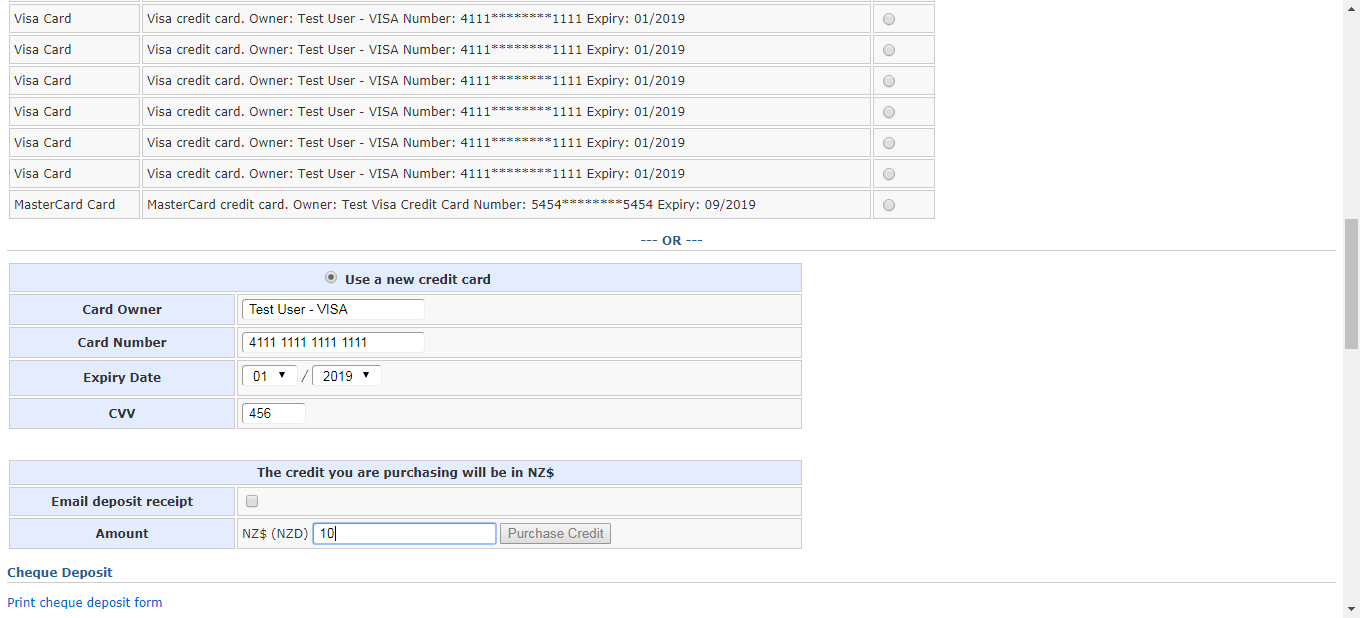 Visa Card Visa credit card. Owner: Test User - VISA Number: 4111********1111 Expiry: 01/2019
Visa Card Visa credit card. Owner: Test User - VISA Number: 4111********1111 Expiry: 01/2019
Visa Card Visa credit card. Owner: Test User - VISA Number: 4111********1111 Expiry: 01/2019
Visa Card Visa credit card. Owner: Test User - VISA Number: 4111********1111 Expiry: 01/2019
Visa Card Visa credit card. Owner: Test User - VISA Number: 4111********1111 Expiry: 01/2019
Visa Card Visa credit card. Owner: Test User - VISA Number: 4111********1111 Expiry: 01/2019
MasterCard Card MasterCard credit card. Owner: Test Visa Credit Card Number: 5454********5454 Expiry: 09/2019
--- OR ---
Use a new credit card
Card Owner Test User - VISA
Card Number 4111 1111 1111 1111
Expiry Date 01 / 2019
CVV 456
The credit you are purchasing will be in NZ$
Email deposit receipt
Amount NZ$ (NZD) 10 Purchase Credit
Cheque Deposit
Print cheque deposit form